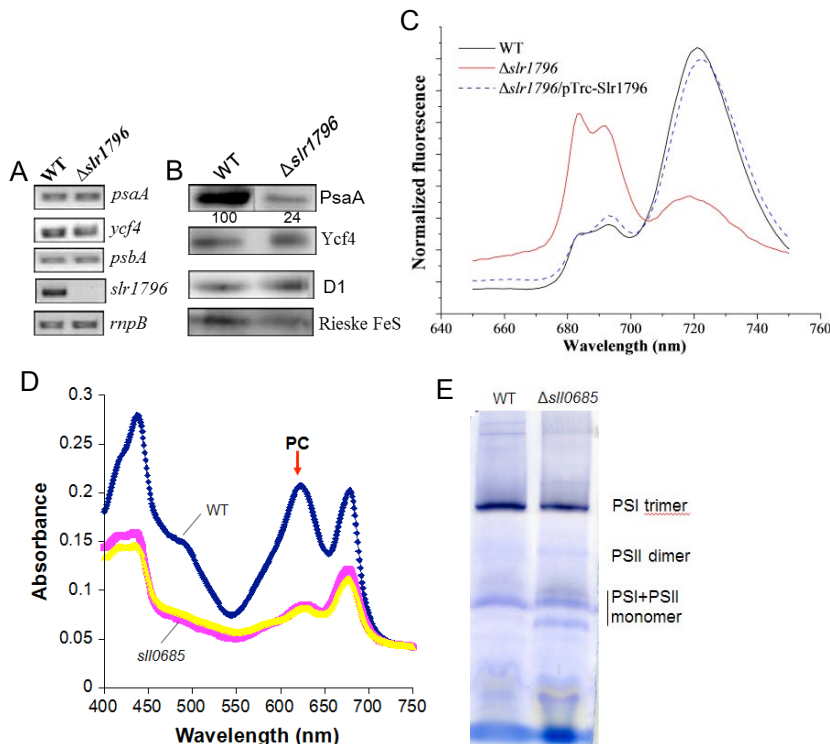 A
WT
Δslr1796
psaA
ycf4
psbA
slr1796
rnpB
B
WT
Δslr1796
PsaA
100
24
Ycf4
D1
Rieske FeS
C
WT
Δslr1796
Δslr1796/pTrc-Slr1796
Normalized fluorescence
640
660
680
700
720
740
760
Wavelength (nm)
D
0.3
0.25
0.2
0.15
0.1
0.05
0
Absorbance
WT
PC
sll0685
400
450
500
550
600
650
700
750
Wavelength (nm)
E
WT
Δsll0685
PSI trimer
PSII dimer
PSI+PSII
monomer